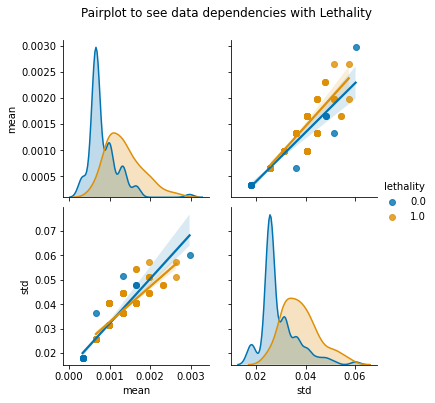 Pairplot to see data dependencies with Lethality
0.0030
0.0025
0.0020
0.0015
0.0010
0.0005
mean
lethality
0.0
1.0
0.07
0.06
0.05
0.04
0.03
0.02
std
0.000 0.001 0.002 0.003
mean
0.02 0.04 0.06
std